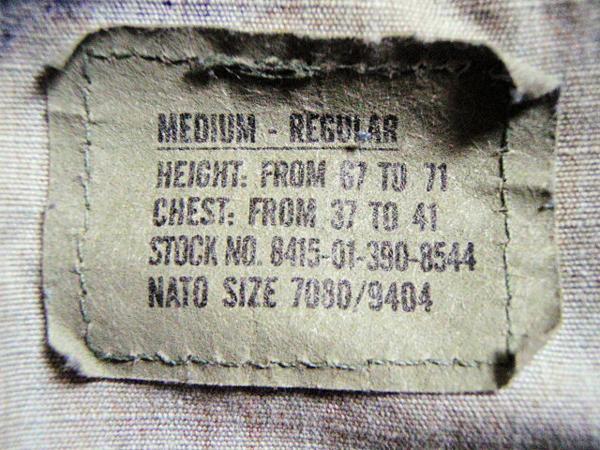 MEDIUM - REGULAR
HEIGHT: FROM 67 TO 71
CHEST: FROM 37 TO 41
STOCK NO. 8415-01-390-8544
NATO SIZE 7080/9404